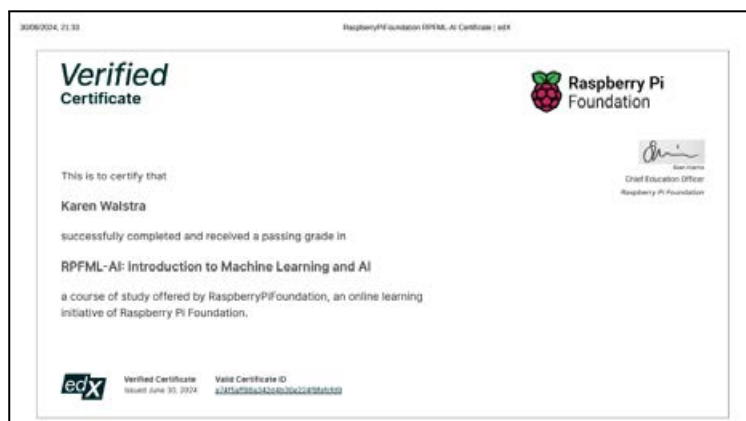 30/06/2024, 21:33
RaspberryPiFoundation RPFML-AI Certificate | edX
Verified
Certificate
Raspberry Pi
Foundation
This is to certify that
Chief Education Officer
Raspberry Pi Foundation
Karen Walstra
successfully completed and received a passing grade in
RPFML-AI: Introduction to Machine Learning and AI
a course of study offered by RaspberryPiFoundation, an online learning
initiative of Raspberry Pi Foundation.
edX
Verified Certificate
Issued June 30, 2024
Valid Certificate ID